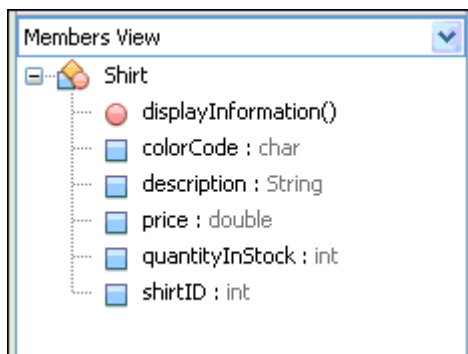 Members View
Shirt
displayInformation()
colorCode : char
description : String
price : double
quantityInStock : int
shirtID : int